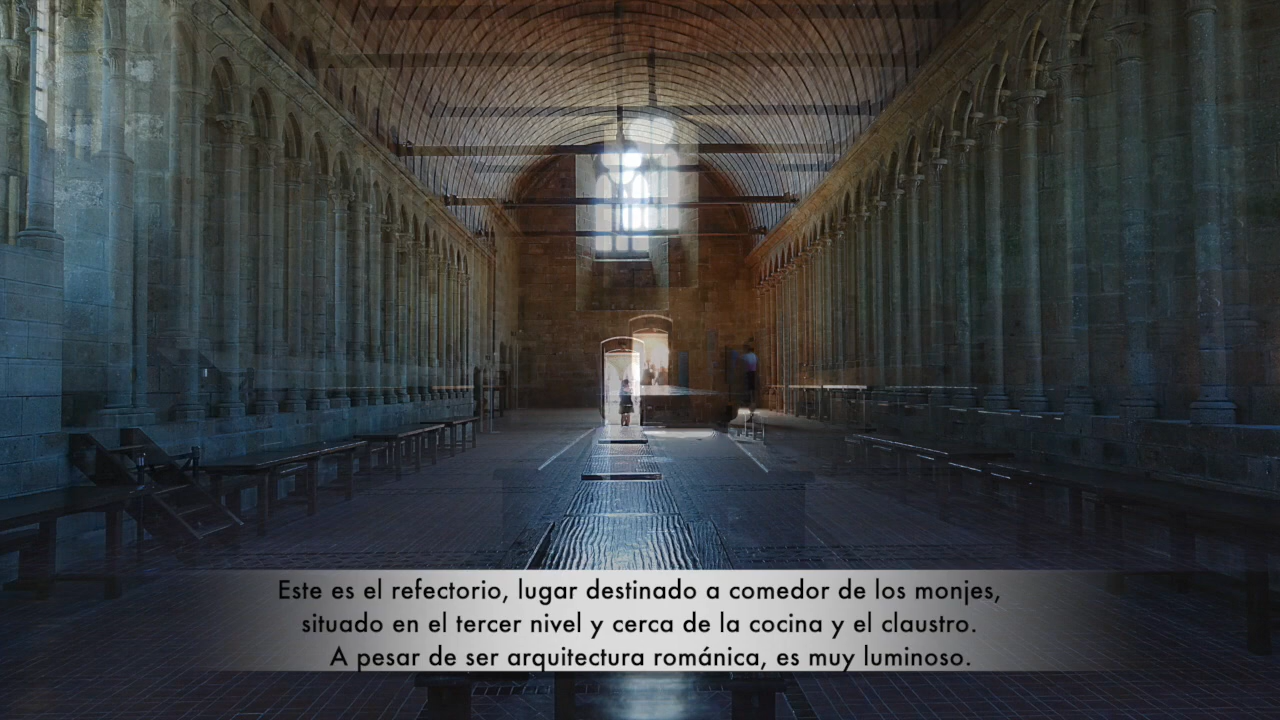 Este es el refectorio, lugar destinado a comedor de los monjes,
situado en el tercer nivel y cerca de la cocina y el claustro.
A pesar de ser arquitectura románica, es muy luminoso.